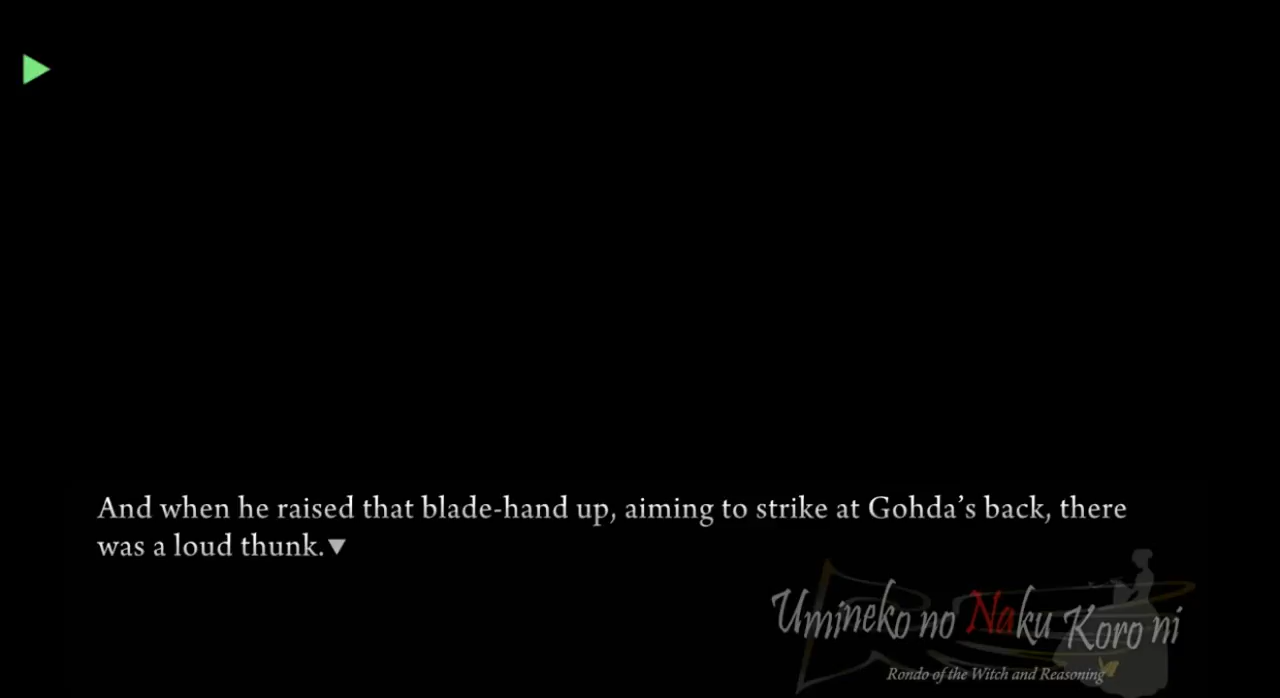 And when he raised that blade-hand up, aiming to strike at Gohda’s back, there
was a loud thunk.
Umineko no Naku Koro ni
Rondo of the Witch and Reasoning